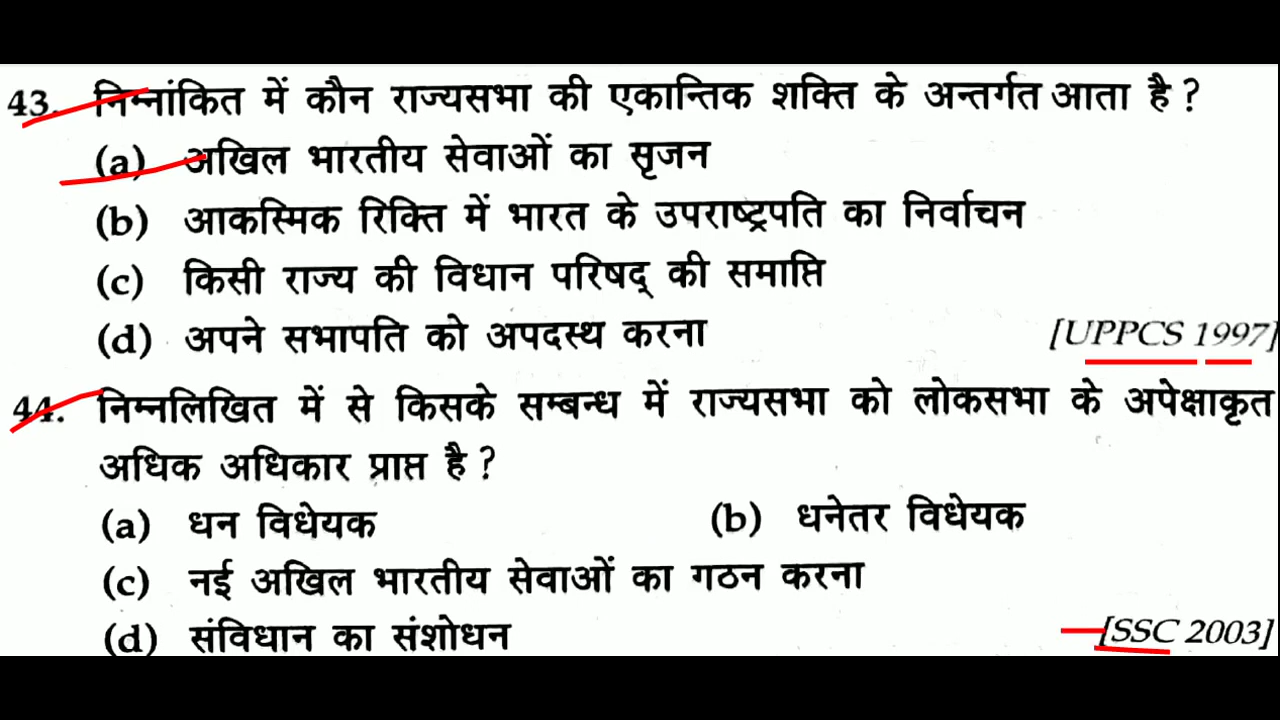 43. निम्नांकित में कौन राज्यसभा की एकान्तिक शक्ति के अन्तर्गत आता है ?
(a) अखिल भारतीय सेवाओं का सृजन
(b) आकस्मिक रिक्ति में भारत के उपराष्ट्रपति का निर्वाचन
(c) किसी राज्य की विधान परिषद् की समाप्ति
(d) अपने सभापति को अपदस्थ करना [UPPCS 1997]
44. निम्नलिखित में से किसके सम्बन्ध में राज्यसभा को लोकसभा के अपेक्षाकृत
अधिक अधिकार प्राप्त है ?
(a) धन विधेयक (b) धनेतर विधेयक
(c) नई अखिल भारतीय सेवाओं का गठन करना
(d) संविधान का संशोधन [SSC 2003]